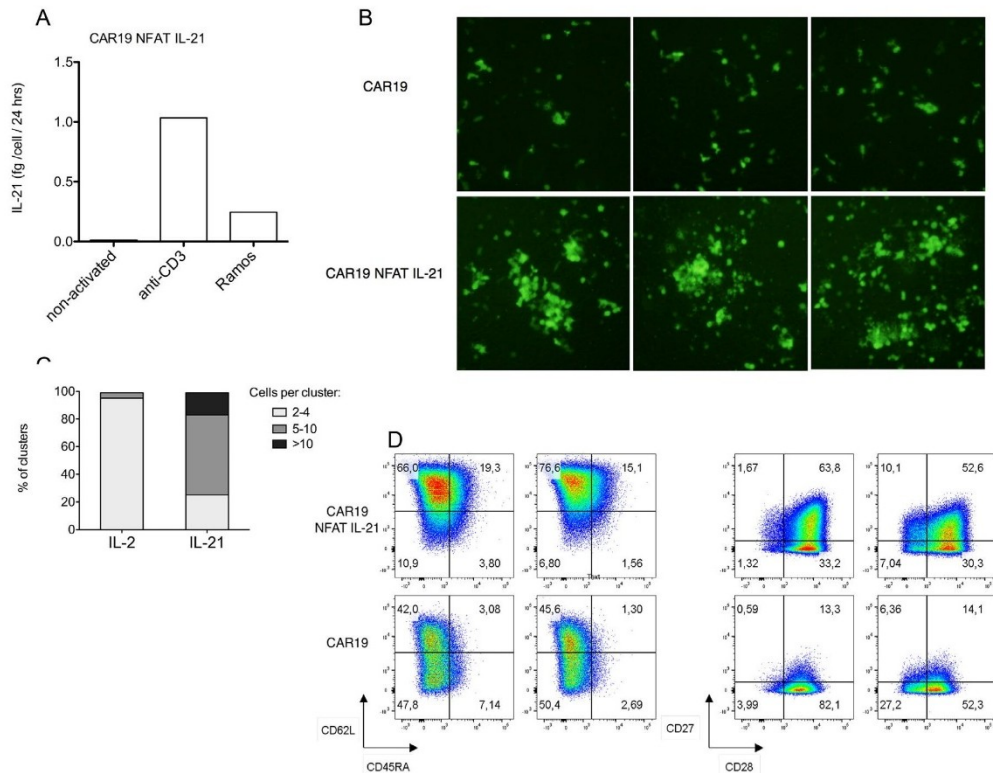 A
CAR19 NFAT IL-21
IL-21 (fg /cell / 24 hrs)
1.5
1.0
0.5
0.0
non-activated
anti-CD3
Ramos
B
CAR19
CAR19 NFAT IL-21
% of clusters
100
80
60
40
20
0
IL-2
IL-21
Cells per cluster:
2-4
5-10
>10
D
CAR19
NFAT IL-21
66,0
19,3
10,9
3,80
76,6
15,1
6,80
1,56
1,67
63,8
1,32
33,2
10,1
52,6
7,04
30,3
CAR19
42,0
3,08
47,8
7,14
45,6
1,30
50,4
2,69
0,59
13,3
3,99
82,1
6,36
14,1
27,2
52,3
CD62L
CD45RA
CD27
CD28